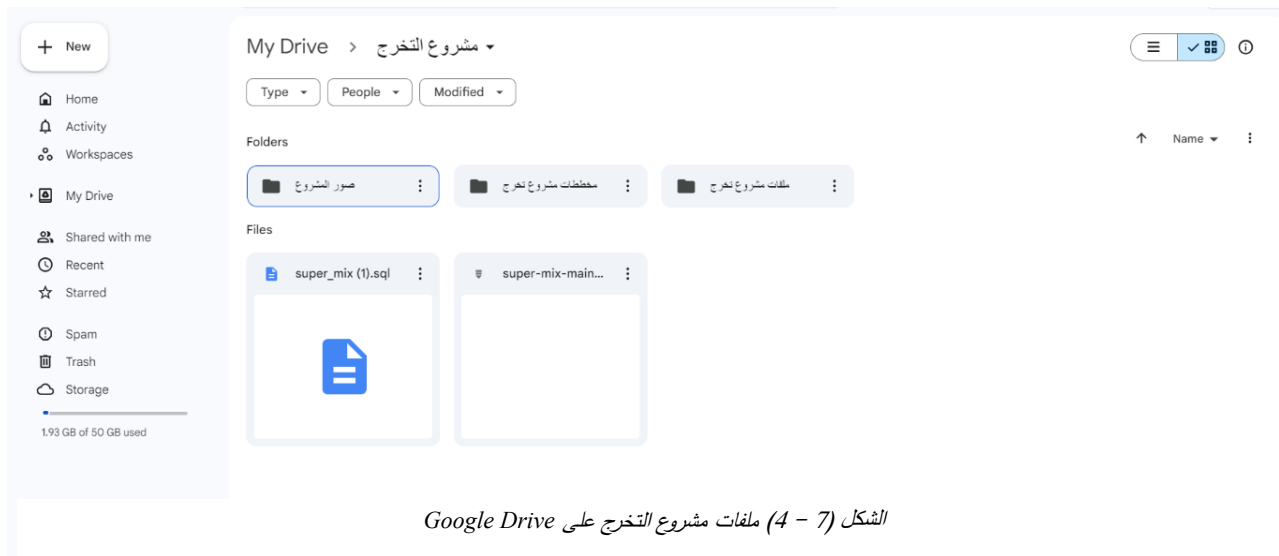 New
Home
Activity
Workspaces
My Drive
Shared with me
Recent
Starred
Spam
Trash
Storage
1.93 GB of 50 GB used
My Drive > مشروع التخرج
Type People Modified
Folders
Name
صور المشروع
مخططات مشروع تخرج
ملفات مشروع تخرج
Files
super_mix (1).sql
super-mix-main...
الشكل (7 - 4) ملفات مشروع التخرج على Google Drive